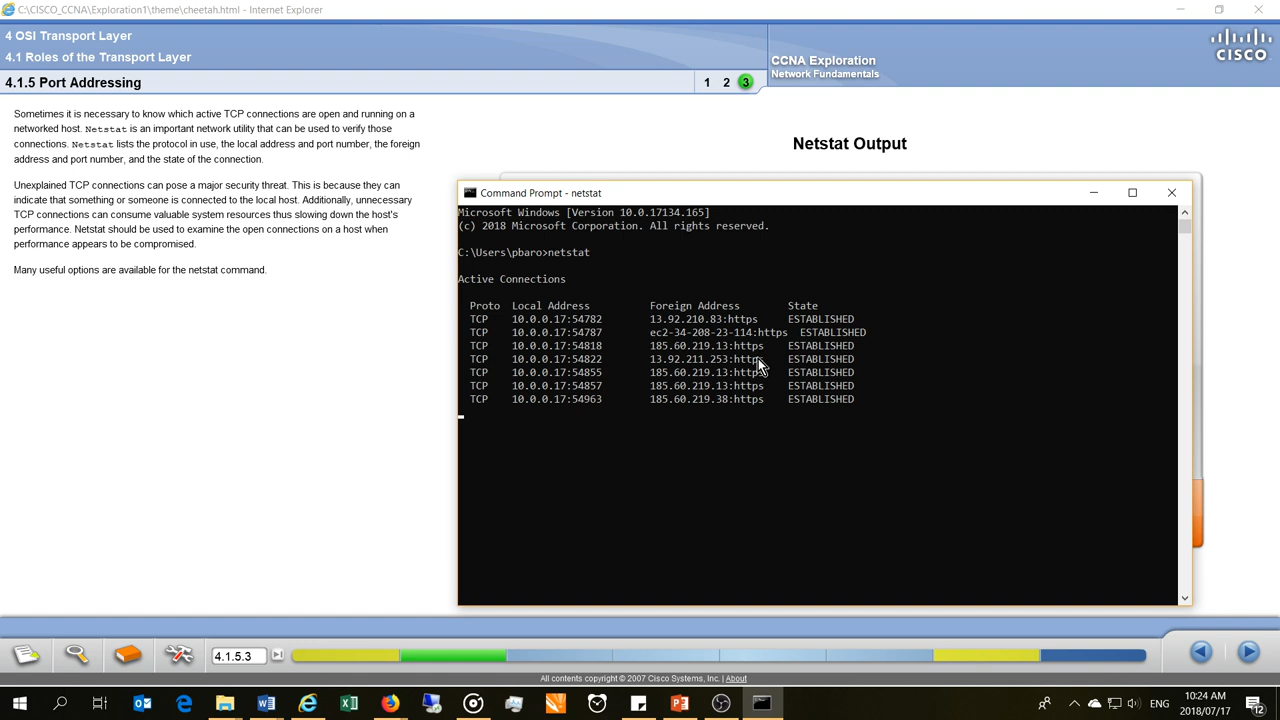 C:\CISCO_CCNA\Exploration1\theme\cheetah.html - Internet Explorer
4 OSI Transport Layer
4.1 Roles of the Transport Layer
4.1.5 Port Addressing
1 2 3
CCNA Exploration
Network Fundamentals
CISCO
Sometimes it is necessary to know which active TCP connections are open and running on a
networked host. Netstat is an important network utility that can be used to verify those
connections. Netstat lists the protocol in use, the local address and port number, the foreign
address and port number, and the state of the connection.
Unexplained TCP connections can pose a major security threat. This is because they can
indicate that something or someone is connected to the local host. Additionally, unnecessary
TCP connections can consume valuable system resources thus slowing down the host's
performance. Netstat should be used to examine the open connections on a host when
performance appears to be compromised.
Many useful options are available for the netstat command.
Netstat Output
Command Prompt - netstat
Microsoft Windows [Version 10.0.17134.165]
(c) 2018 Microsoft Corporation. All rights reserved.
C:\Users\pbaro>netstat
Active Connections
Proto Local Address Foreign Address State
TCP 10.0.0.17:54782 13.92.210.83:https ESTABLISHED
TCP 10.0.0.17:54787 ec2-34-208-23-114:https ESTABLISHED
TCP 10.0.0.17:54818 185.60.219.13:https ESTABLISHED
TCP 10.0.0.17:54822 13.92.211.253:https ESTABLISHED
TCP 10.0.0.17:54855 185.60.219.13:https ESTABLISHED
TCP 10.0.0.17:54857 185.60.219.13:https ESTABLISHED
TCP 10.0.0.17:54963 185.60.219.38:https ESTABLISHED
4.1.5.3
All contents copyright © 2007 Cisco Systems, Inc. | About
ENG
10:24 AM
2018/07/17
12